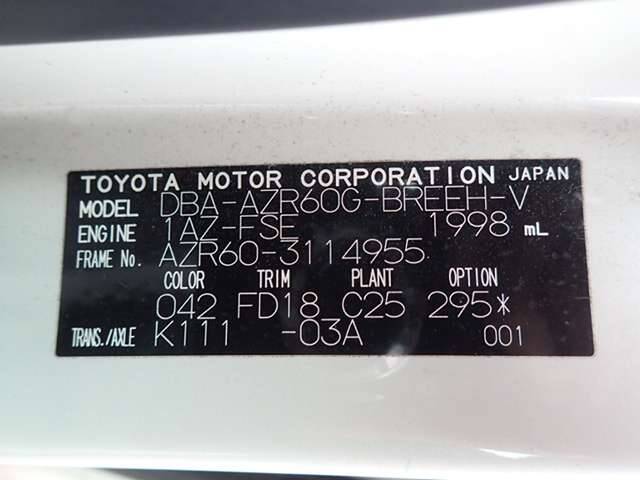 TOYOTA MOTOR CORPORATION JAPAN
MODEL DBA-AZR60G-BREEH-V
ENGINE 1AZ-FSE 1998 mL
FRAME No. AZR60-3114955
COLOR TRIM PLANT OPTION
042 FD18 C25 295*
TRANS./AXLE K111 -03A 001